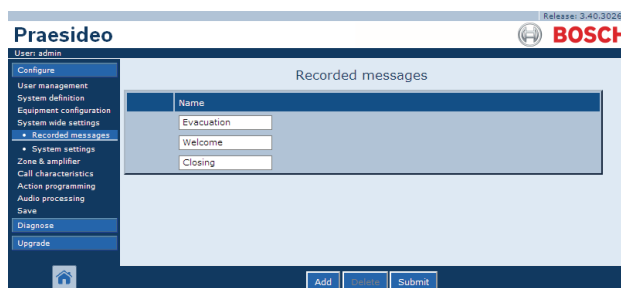 Release: 3.40.3026
Praesideo
BOSCH
User: admin
Configure
User management
System definition
Equipment configuration
System wide settings
• Recorded messages
• System settings
Zone & amplifier
Call characteristics
Action programming
Audio processing
Save
Diagnose
Upgrade
Recorded messages
Name
Evacuation
Welcome
Closing
Add Delete Submit